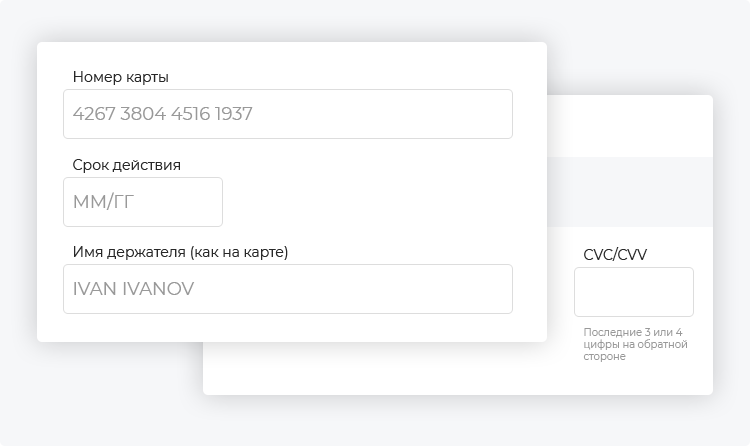 Номер карты
4267 3804 4516 1937
Срок действия
ММ/ГГ
Имя держателя (как на карте)
IVAN IVANOV
CVC/CVV
Последние 3 или 4
цифры на обратной
стороне